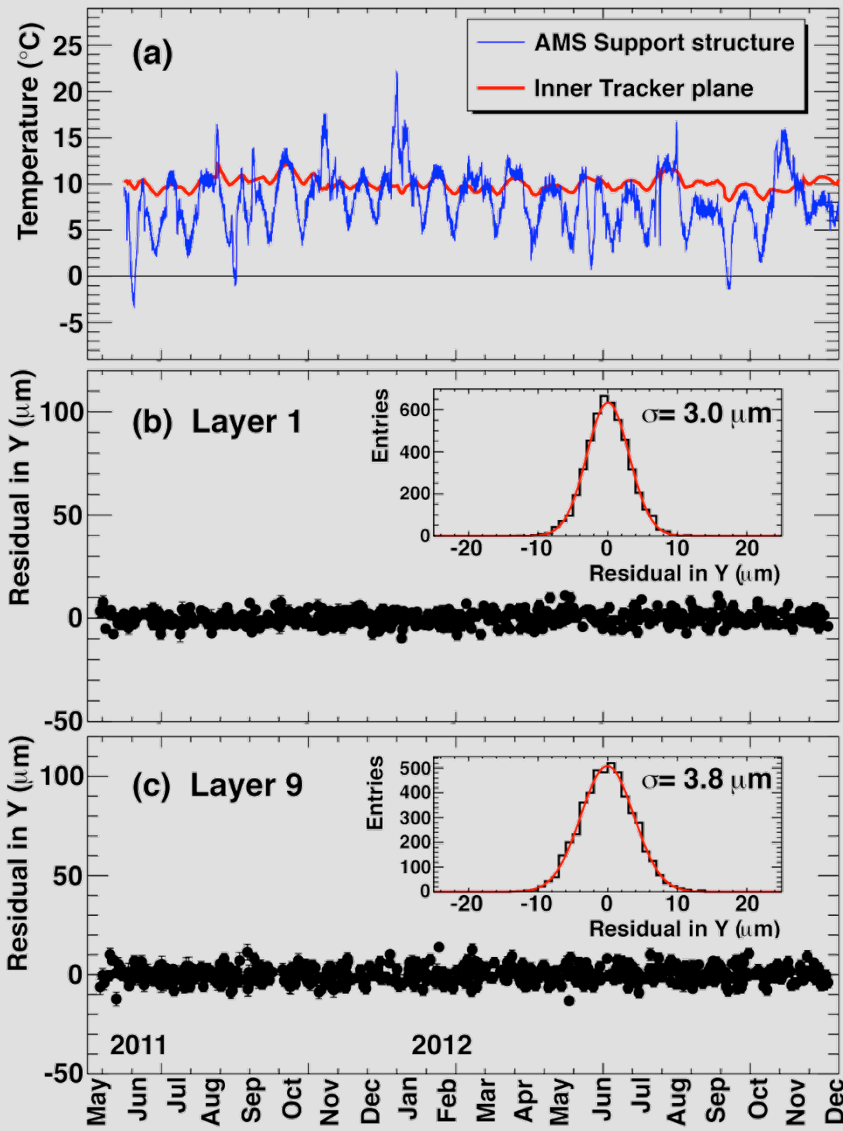 (a)
AMS Support structure
Inner Tracker plane
Temperature (°C)
25
20
15
10
5
0
-5
(b) Layer 1
σ= 3.0 μm
Entries
600
400
200
0
-20 -10 0 10 20
Residual in Y (μm)
Residual in Y (μm)
100
50
0
-50
(c) Layer 9
σ= 3.8 μm
Entries
500
400
300
200
100
0
-20 -10 0 10 20
Residual in Y (μm)
Residual in Y (μm)
100
50
0
-50
2011 2012
May Jun Jul Aug Sep Oct Nov Dec Jan Feb Mar Apr May Jun Jul Aug Sep Oct Nov Dec